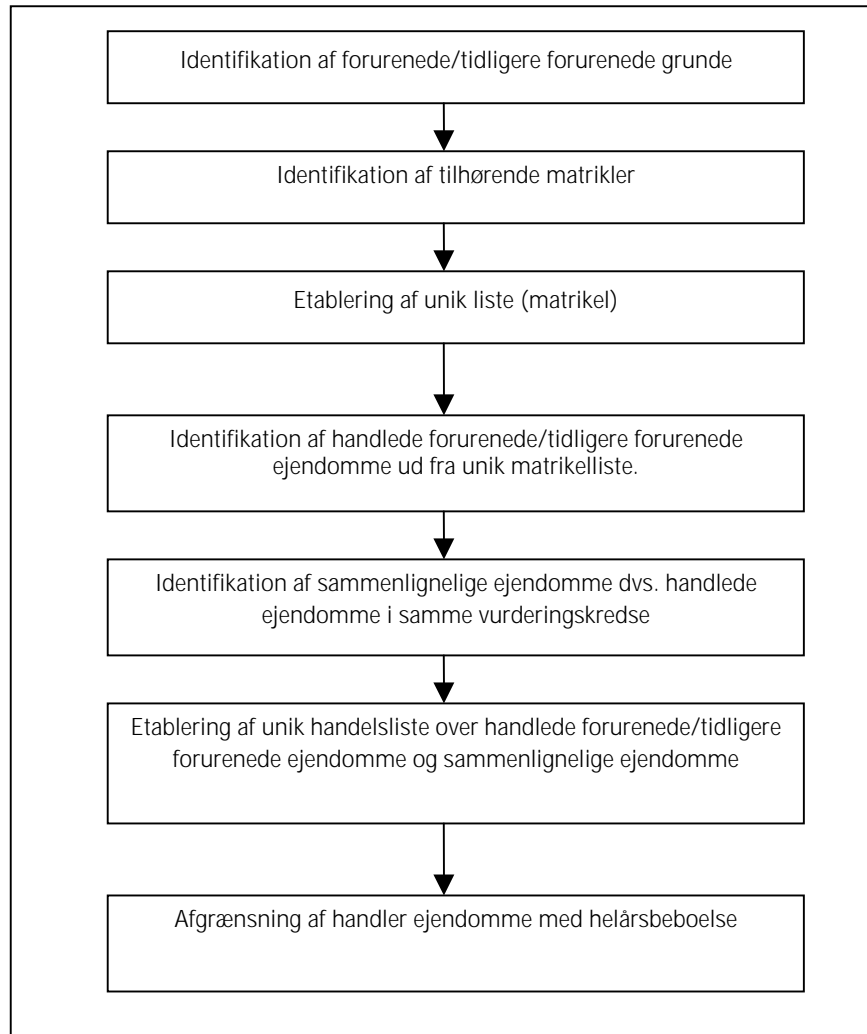 Identifikation af forurenede/tidligere forurenede grunde
Identifikation af tilhørende matrikler
Etablering af unik liste (matrikel)
Identifikation af handlede forurenede/tidligere forurenede
ejendomme ud fra unik matrikelliste.
Identifikation af sammenlignelige ejendomme dvs. handlede
ejendomme i samme vurderingskredse
Etablering af unik handelsliste over handlede forurenede/tidligere
forurenede ejendomme og sammenlignelige ejendomme
Afgrænsning af handler ejendomme med helårsbeboelse